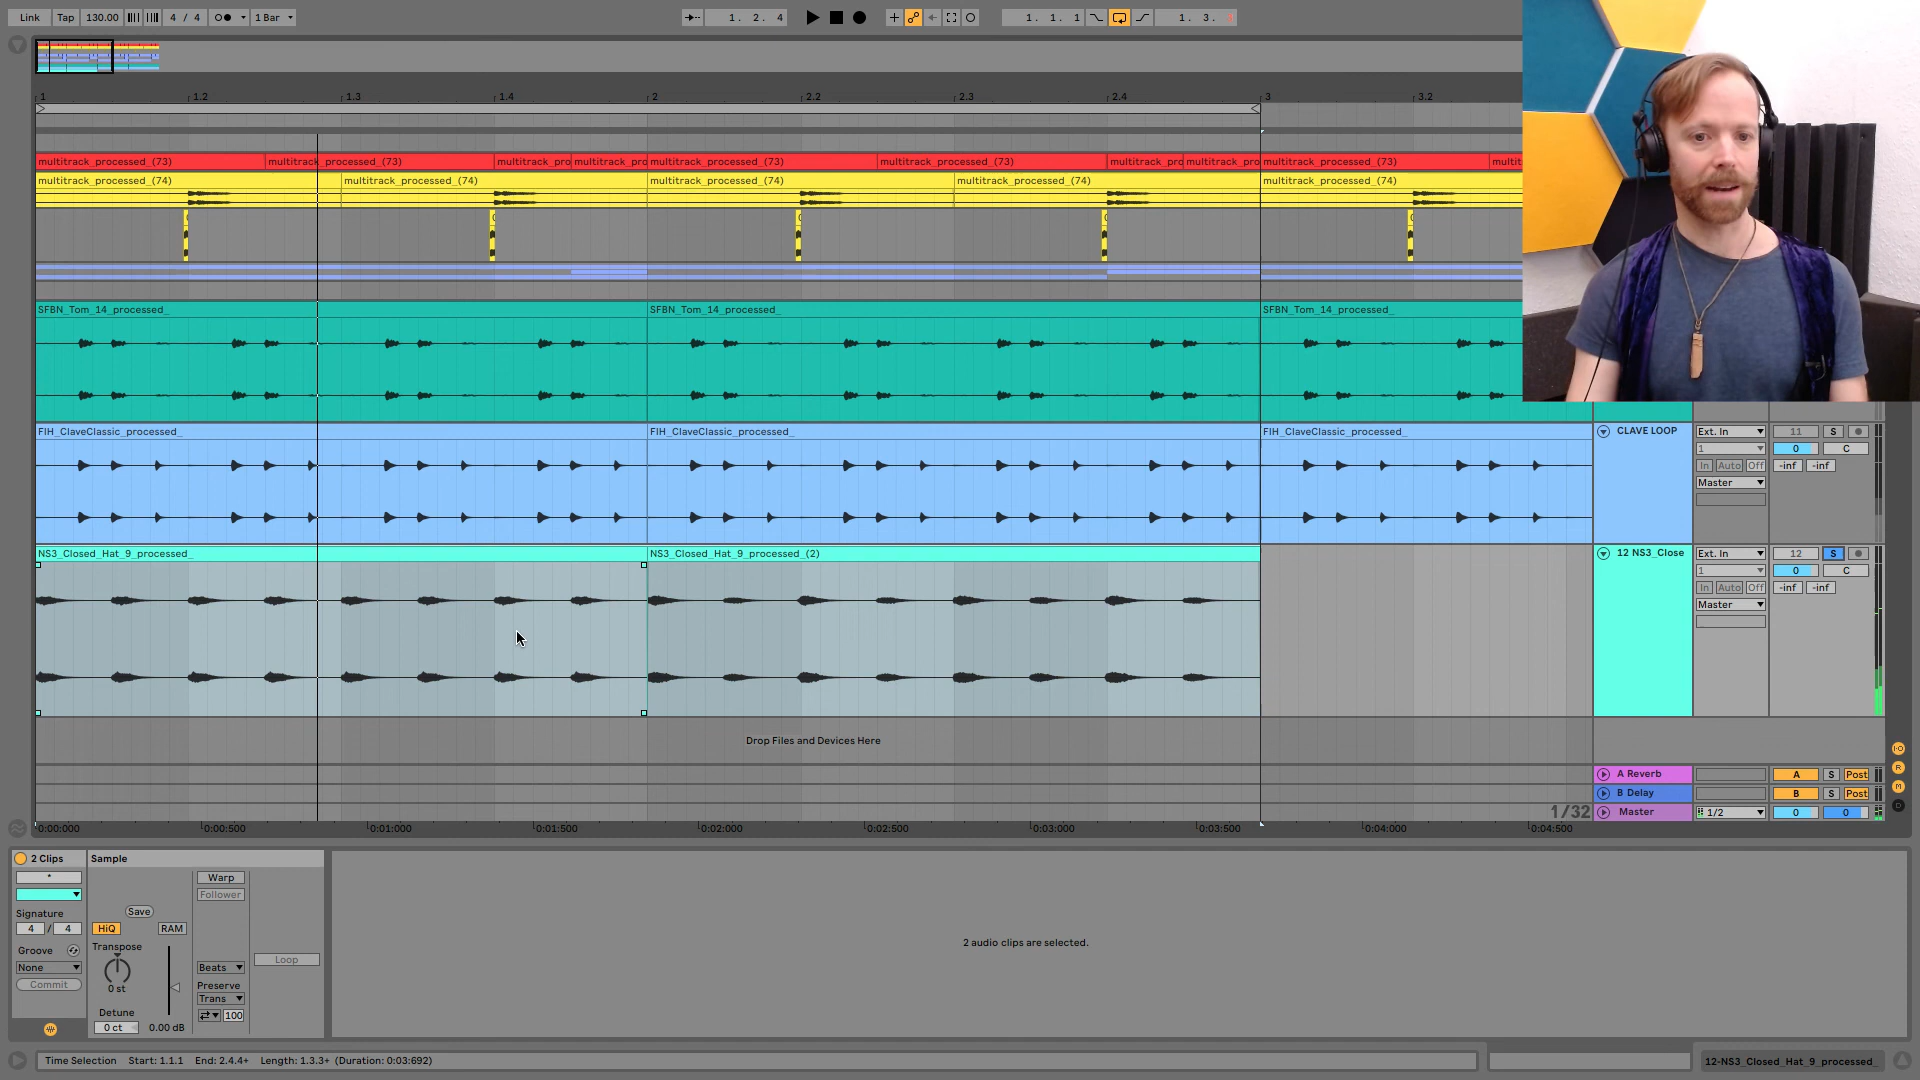 Link Tap 130.00 4 / 4 1 Bar 1. 2. 4 1. 1. 1 1. 3.
1 1.2 1.3 1.4 2 2.2 2.3 2.4 3 3.2
multitrack_processed_(73) multitrack_processed_(73) multitrack_pro multitrack_pro multitrack_processed_(73) multitrack_processed_(73) multitrack_pro multitrack_pro multitrack_processed_(73) multit
multitrack_processed_(74) multitrack_processed_(74) multitrack_processed_(74) multitrack_processed_(74) multitrack_processed_(74)
SFBN_Tom_14_processed_ SFBN_Tom_14_processed_ SFBN_Tom_14_processed_
FIH_ClaveClassic_processed_ FIH_ClaveClassic_processed_ FIH_ClaveClassic_processed_ CLAVE LOOP Ext. In 11 S
1 0 C
In Auto Off -inf -inf
Master
NS3_Closed_Hat_9_processed_ NS3_Closed_Hat_9_processed_(2) 12 NS3_Close Ext. In 12 S
1 0 C
In Auto Off -inf -inf
Master
Drop Files and Devices Here
A Reverb A S Post
B Delay B S Post
1/32 Master 1/2 0 0
0:00:000 0:00:500 0:01:000 0:01:500 0:02:000 0:02:500 0:03:000 0:03:500 0:04:000 0:04:500
2 Clips Sample
* Warp
Follower
Signature Save
4 / 4 HiQ RAM
Groove Transpose
None Beats Loop
Commit 0 st Preserve
Trans
Detune 100
0 ct 0.00 dB
2 audio clips are selected.
Time Selection Start: 1.1.1 End: 2.4.4+ Length: 1.3.3+ (Duration: 0:03:692) 12-NS3_Closed_Hat_9_processed_